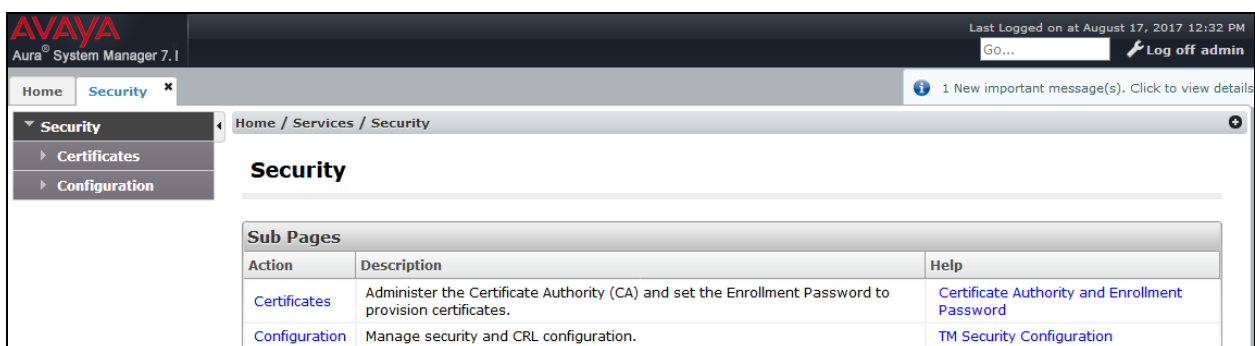 AVAYA
Aura® System Manager 7.1
Last Logged on at August 17, 2017 12:32 PM
Go...
Log off admin
Home
Security ×
1 New important message(s). Click to view details
Security
Certificates
Configuration
Home / Services / Security
Security
Sub Pages
Action Description Help
Certificates
Administer the Certificate Authority (CA) and set the Enrollment Password to
provision certificates.
Certificate Authority and Enrollment
Password
Configuration Manage security and CRL configuration. TM Security Configuration